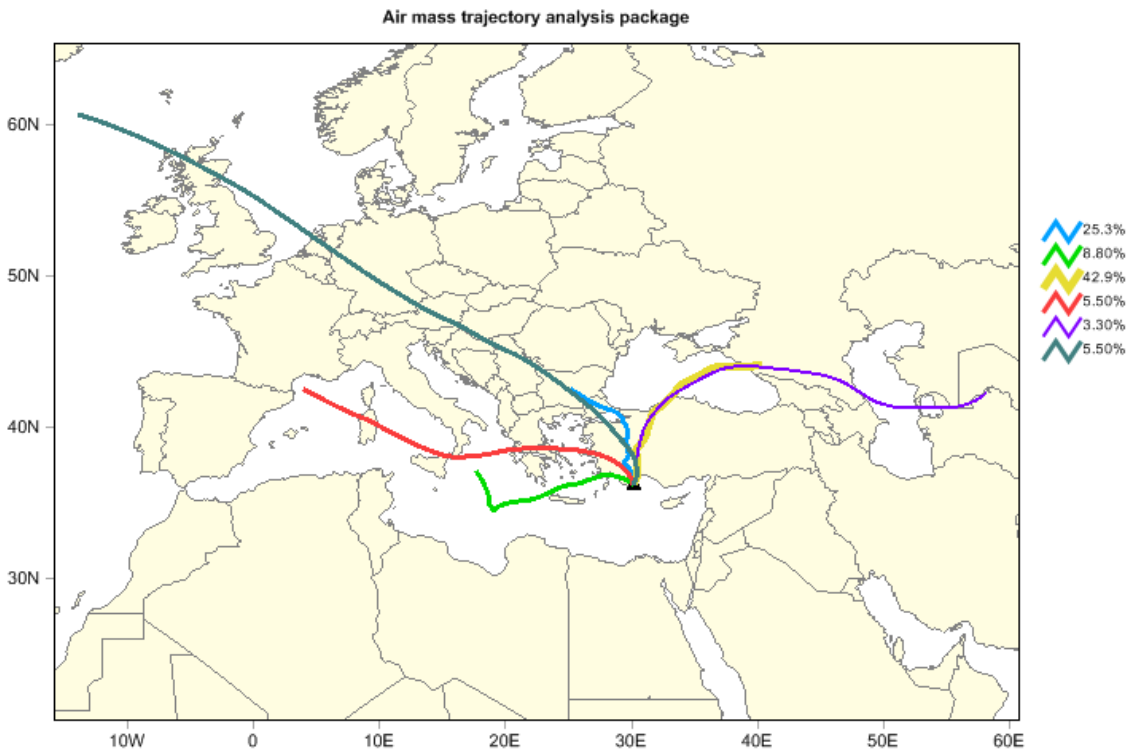 Air mass trajectory analysis package
60N
50N
40N
30N
10W 0 10E 20E 30E 40E 50E 60E
25.3%
8.80%
42.9%
5.50%
3.30%
5.50%